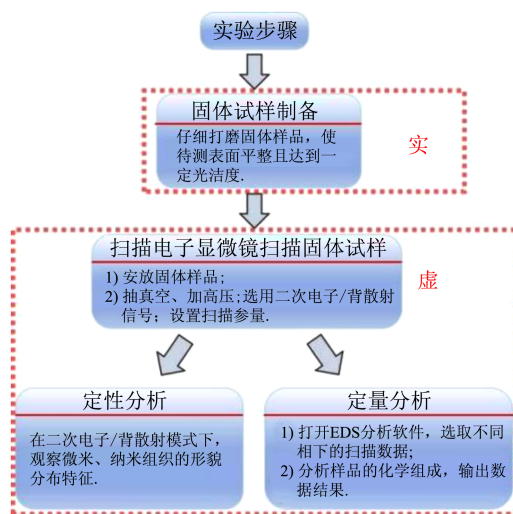 实验步骤
固体试样制备
仔细打磨固体样品，使
待测表面平整且达到一
定光洁度.
实
扫描电子显微镜扫描固体试样
1) 安放固体样品;
2) 抽真空、加高压;选用二次电子/背散射
信号；设置扫描参量.
虚
定性分析
在二次电子/背散射模式下，
观察微米、纳米组织的形貌
分布特征.
定量分析
1) 打开EDS分析软件，选取不同
相下的扫描数据;
2) 分析样品的化学组成，输出数
据结果.